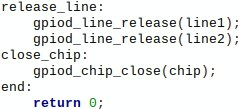 release_line:
    gpiod_line_release(line1);
    gpiod_line_release(line2);
close_chip:
    gpiod_chip_close(chip);
end:
    return 0;